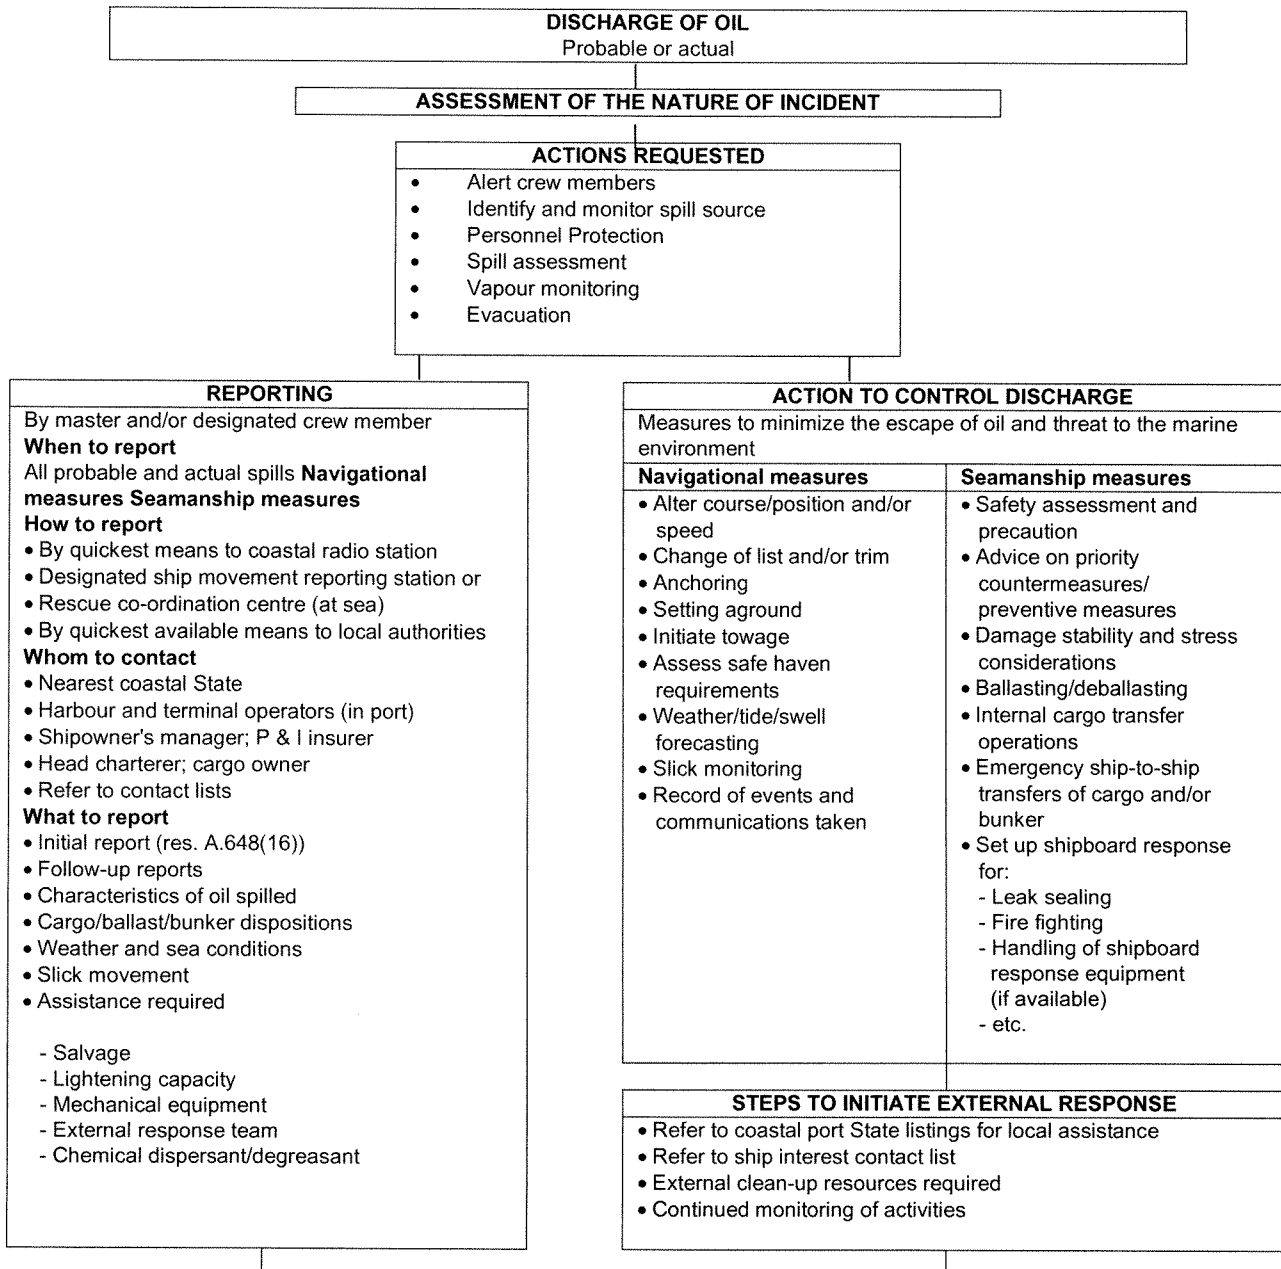 DISCHARGE OF OIL
Probable or actual
ASSESSMENT OF THE NATURE OF INCIDENT
ACTIONS REQUESTED
• Alert crew members
• Identify and monitor spill source
• Personnel Protection
• Spill assessment
• Vapour monitoring
• Evacuation
REPORTING
By master and/or designated crew member
When to report
All probable and actual spills Navigational
measures Seamanship measures
How to report
• By quickest means to coastal radio station
• Designated ship movement reporting station or
• Rescue co-ordination centre (at sea)
• By quickest available means to local authorities
Whom to contact
• Nearest coastal State
• Harbour and terminal operators (in port)
• Shipowner's manager; P & I insurer
• Head charterer; cargo owner
• Refer to contact lists
What to report
• Initial report (res. A.648(16))
• Follow-up reports
• Characteristics of oil spilled
• Cargo/ballast/bunker dispositions
• Weather and sea conditions
• Slick movement
• Assistance required
- Salvage
- Lightening capacity
- Mechanical equipment
- External response team
- Chemical dispersant/degreasant
ACTION TO CONTROL DISCHARGE
Measures to minimize the escape of oil and threat to the marine
environment
Navigational measures
• Alter course/position and/or
speed
• Change of list and/or trim
• Anchoring
• Setting aground
• Initiate towage
• Assess safe haven
requirements
• Weather/tide/swell
forecasting
• Slick monitoring
• Record of events and
communications taken
Seamanship measures
• Safety assessment and
precaution
• Advice on priority
countermeasures/
preventive measures
• Damage stability and stress
considerations
• Ballasting/deballasting
• Internal cargo transfer
operations
• Emergency ship-to-ship
transfers of cargo and/or
bunker
• Set up shipboard response
for:
- Leak sealing
- Fire fighting
- Handling of shipboard
response equipment
(if available)
- etc.
STEPS TO INITIATE EXTERNAL RESPONSE
• Refer to coastal port State listings for local assistance
• Refer to ship interest contact list
• External clean-up resources required
• Continued monitoring of activities